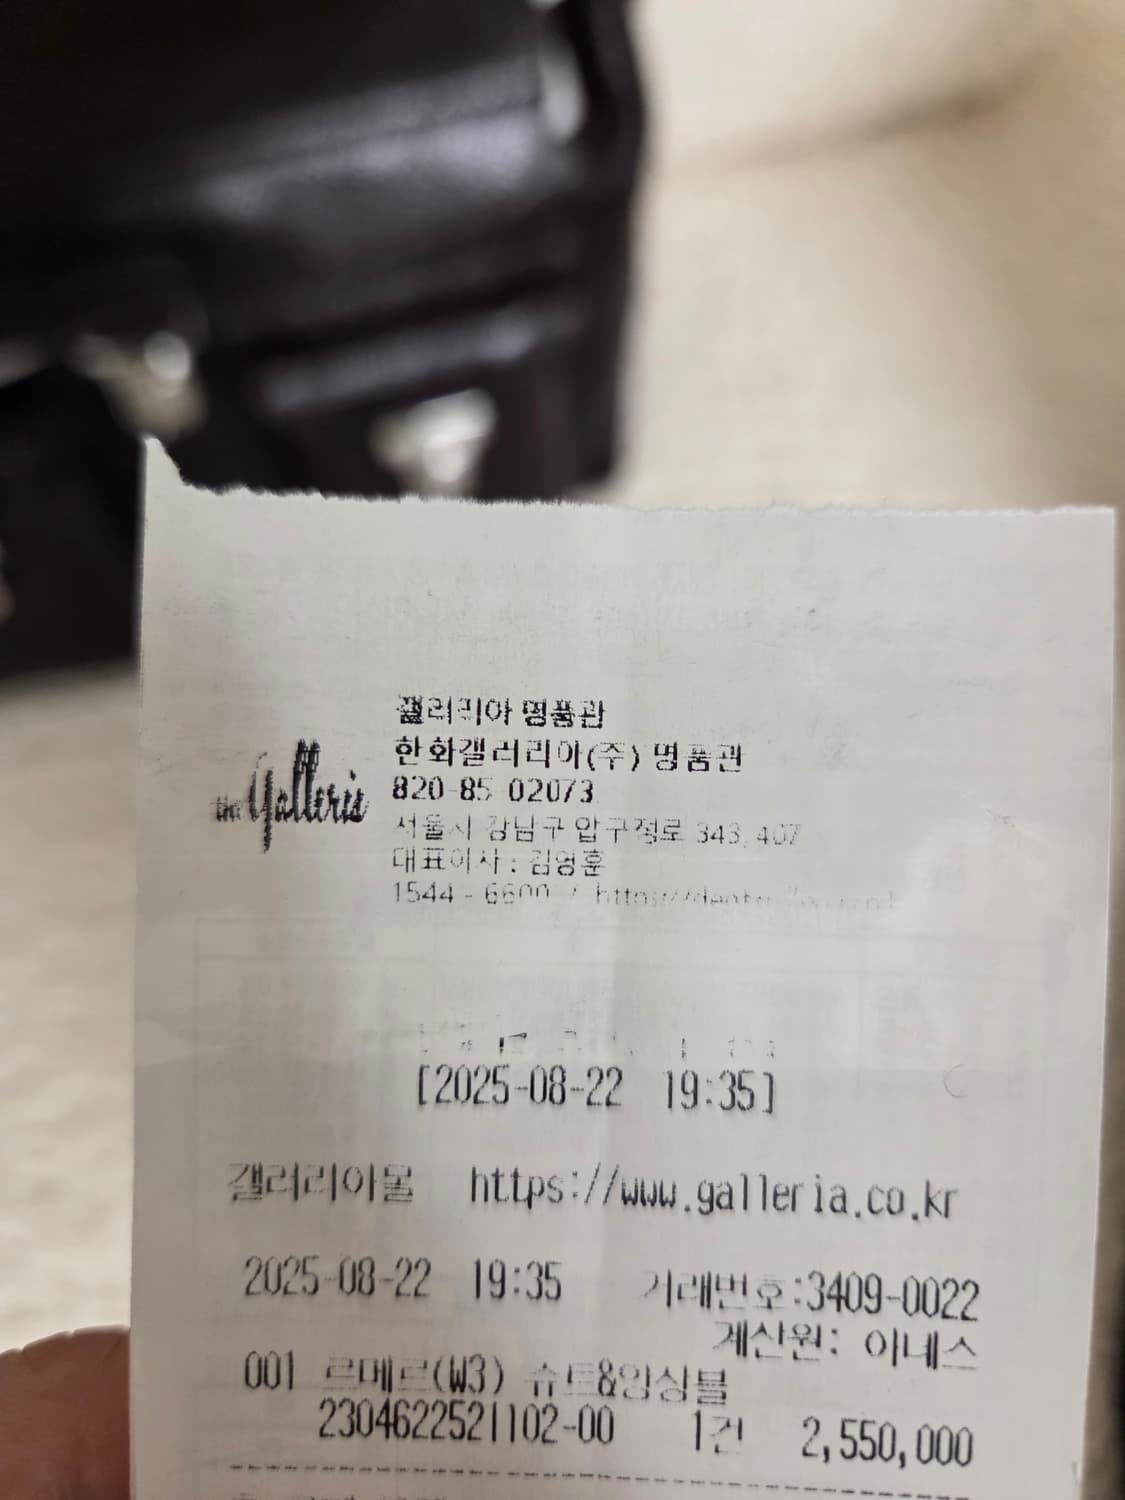 the Galleria
갤러리아 명품관
한화갤러리아(주) 명품관
820-85-02073
서울시 강남구 압구정로 343, 407
대표이사 : 김영훈
1544 - 6600 /
[2025-08-22 19:35]
갤러리아몰 https://www.galleria.co.kr
2025-08-22 19:35 거래번호:3409-0022
계산원: 아네스
001 르메르(W3) 슈트&앙상블
2304622521102-00 1건 2,550,000